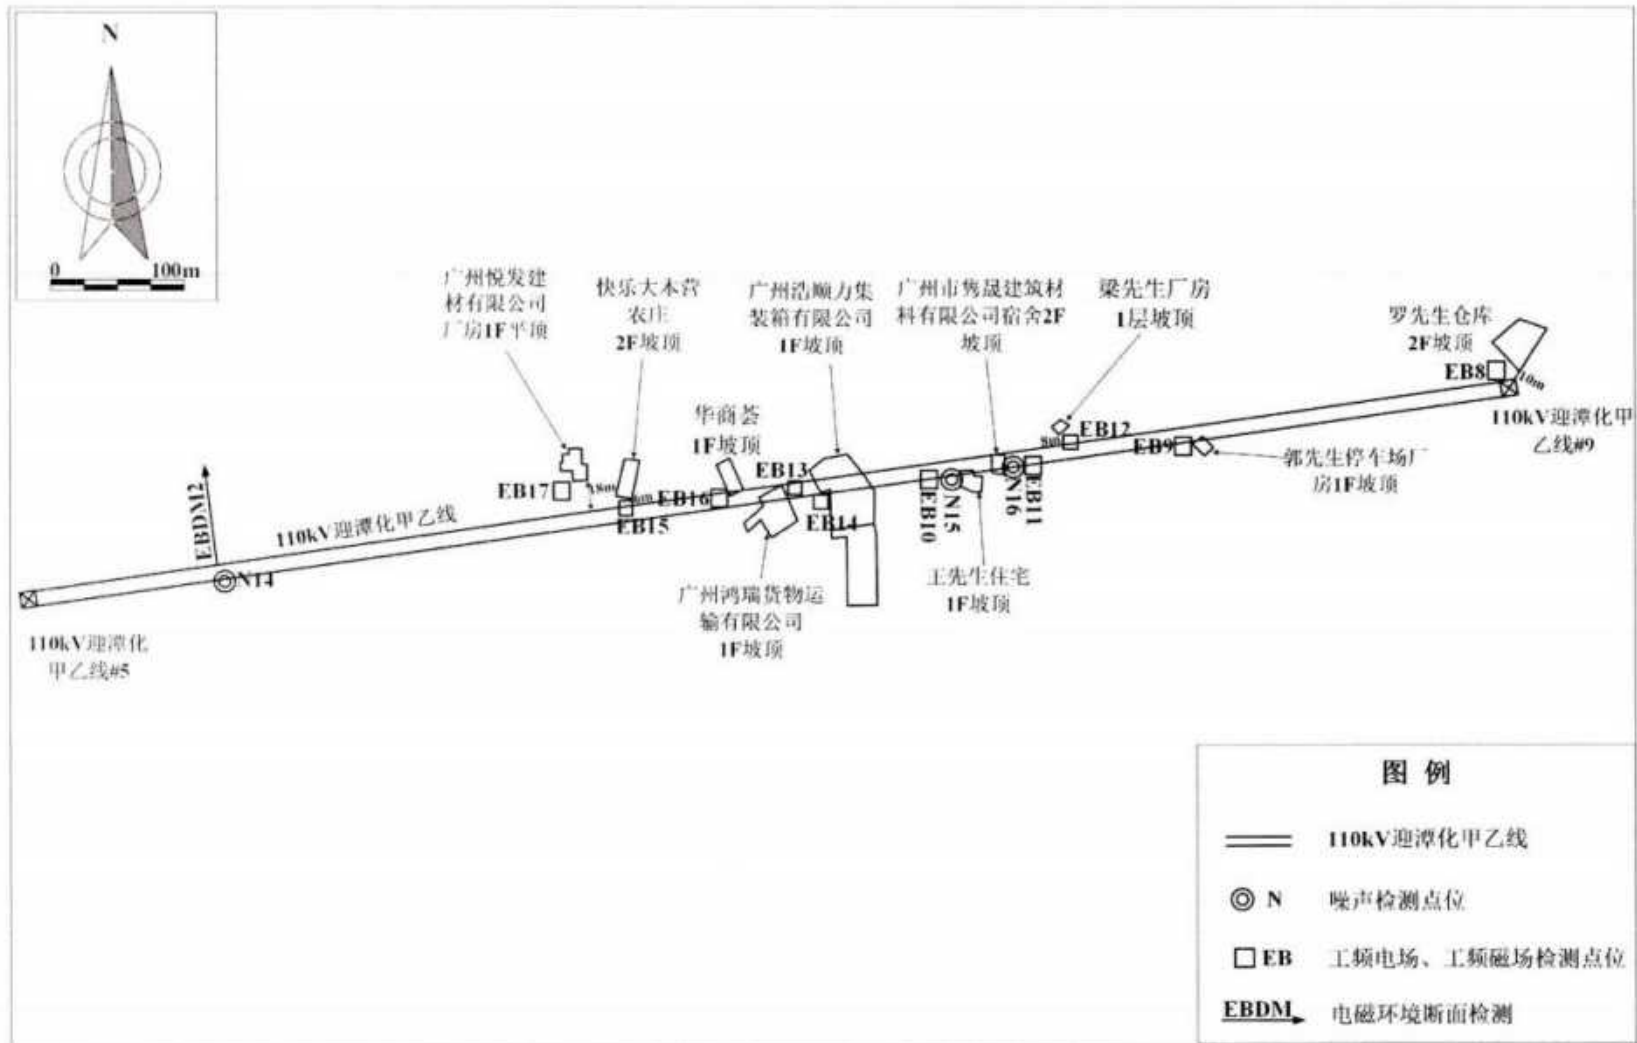 N
0 100m
广州悦发建
材有限公司
厂房1F平顶
快乐大本营
农庄
2F坡顶
广州浩顺力集
装箱有限公司
1F坡顶
广州市隽晟建筑材
料有限公司宿舍2F
坡顶
梁先生厂房
1层坡顶
罗先生仓库
2F坡顶
EB8
10m
110kV迎潭化甲
乙线#9
华商荟
1F坡顶
EB12
8m
EB9
郭先生停车场厂
房1F坡顶
EB13
EB17
18m
EB16
EB15
EB14
EB10
N15
N16
EB11
EBDM2
110kV迎潭化甲乙线
N14
王先生住宅
1F坡顶
广州鸿瑞货物运
输有限公司
1F坡顶
110kV迎潭化
甲乙线#5
图 例
110kV迎潭化甲乙线
N 噪声检测点位
EB 工频电场、工频磁场检测点位
EBDM 电磁环境断面检测